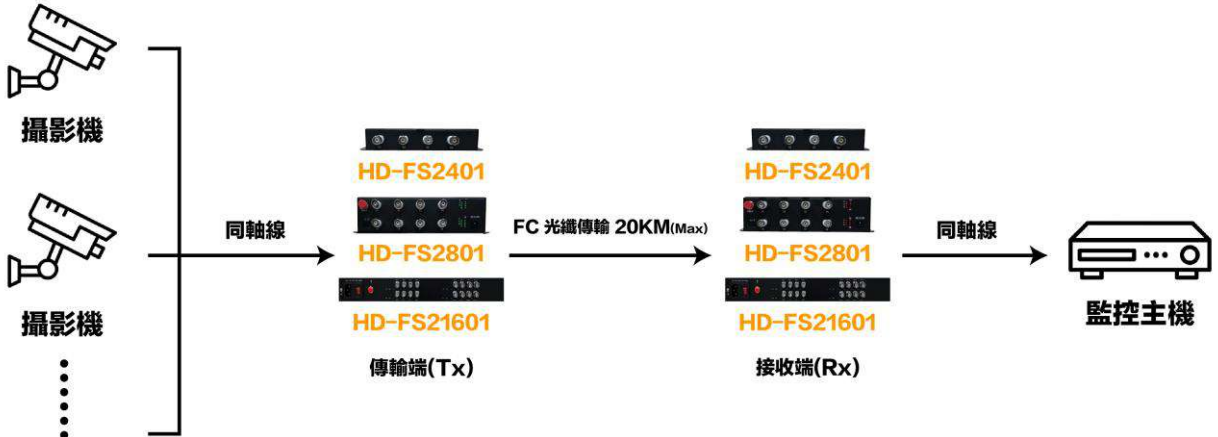 攝影機
攝影機
同軸線
HD-FS2401
HD-FS2801
HD-FS21601
傳輸端(Tx)
FC 光纖傳輸 20KM(Max)
HD-FS2401
HD-FS2801
HD-FS21601
接收端(Rx)
同軸線
監控主機